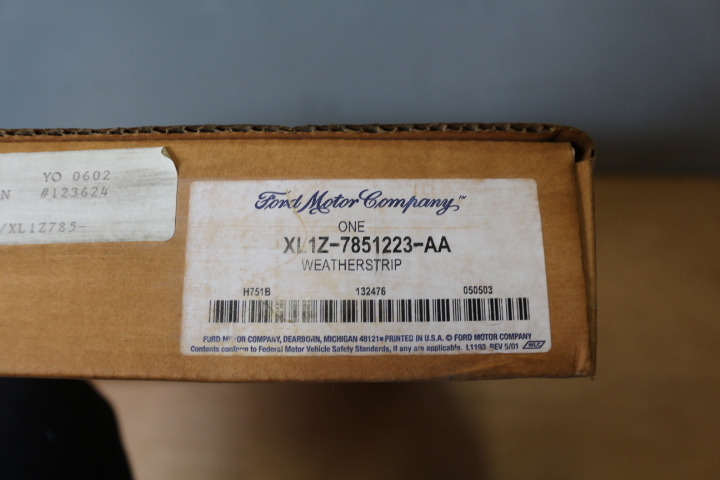 YO 0602
N #123624
/XL1Z785-
Ford Motor Company,™
ONE
XL1Z-7851223-AA
WEATHERSTRIP
H751B 132476 050503
FORD MOTOR COMPANY, DEARBORN, MICHIGAN 48121 • PRINTED IN U.S.A. © FORD MOTOR COMPANY
Contents conform to Federal Motor Vehicle Safety Standards, if any are applicable. L1193 REV 5/01